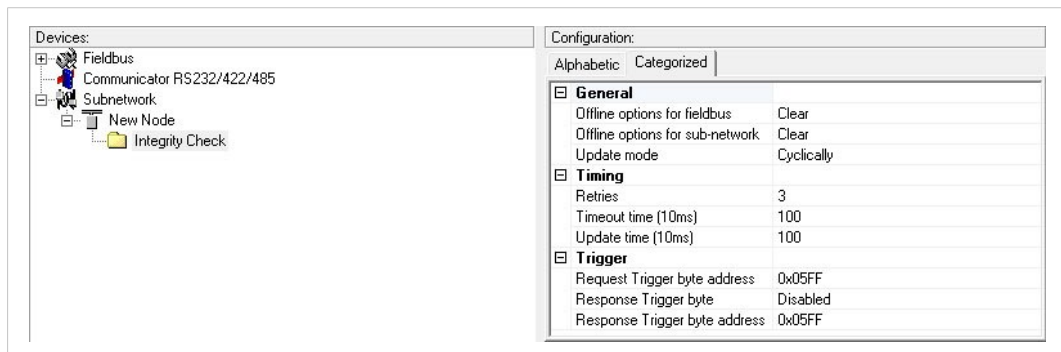 Devices:
Fieldbus
Communicator RS232/422/485
Subnetwork
New Node
Integrity Check
Configuration:
Alphabetic Categorized
General
Offline options for fieldbus Clear
Offline options for sub-network Clear
Update mode Cyclically
Timing
Retries 3
Timeout time (10ms) 100
Update time (10ms) 100
Trigger
Request Trigger byte address 0x05FF
Response Trigger byte Disabled
Response Trigger byte address 0x05FF